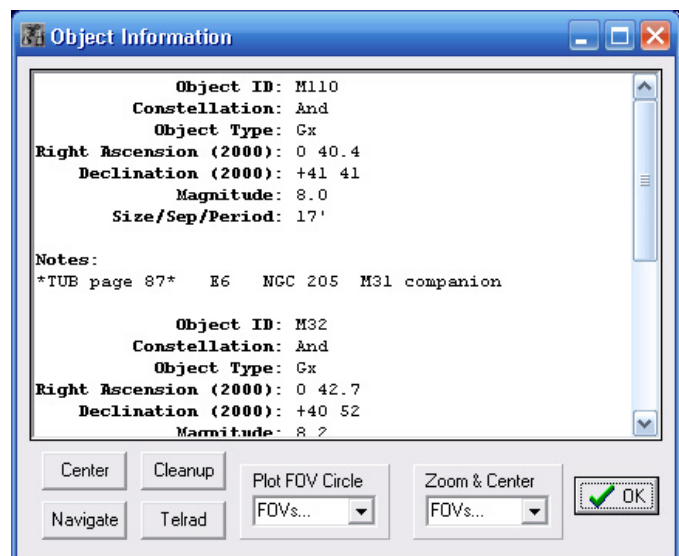 Object Information
Object ID: M110
Constellation: And
Object Type: Gx
Right Ascension (2000): 0 40.4
Declination (2000): +41 41
Magnitude: 8.0
Size/Sep/Period: 17'
Notes:
*TUB page 87* E6 NGC 205 M31 companion
Object ID: M32
Constellation: And
Object Type: Gx
Right Ascension (2000): 0 42.7
Declination (2000): +40 52
Magnitude: 8.2
Center
Cleanup
Plot FOV Circle
Zoom & Center
OK
Navigate
Telrad
FOVs...
FOVs...